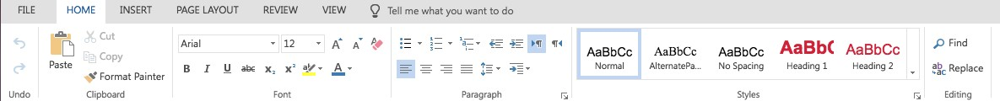 FILE HOME INSERT PAGE LAYOUT REVIEW VIEW Tell me what you want to do
Paste
Cut
Copy
Format Painter
Arial 12
B I U abc x₂ x² ab A
AaBbCc Normal
AaBbCc AlternatePa...
AaBbCc No Spacing
AaBb( Heading 1
AaBbCc Heading 2
Find
Replace
Undo Clipboard Font Paragraph Styles Editing